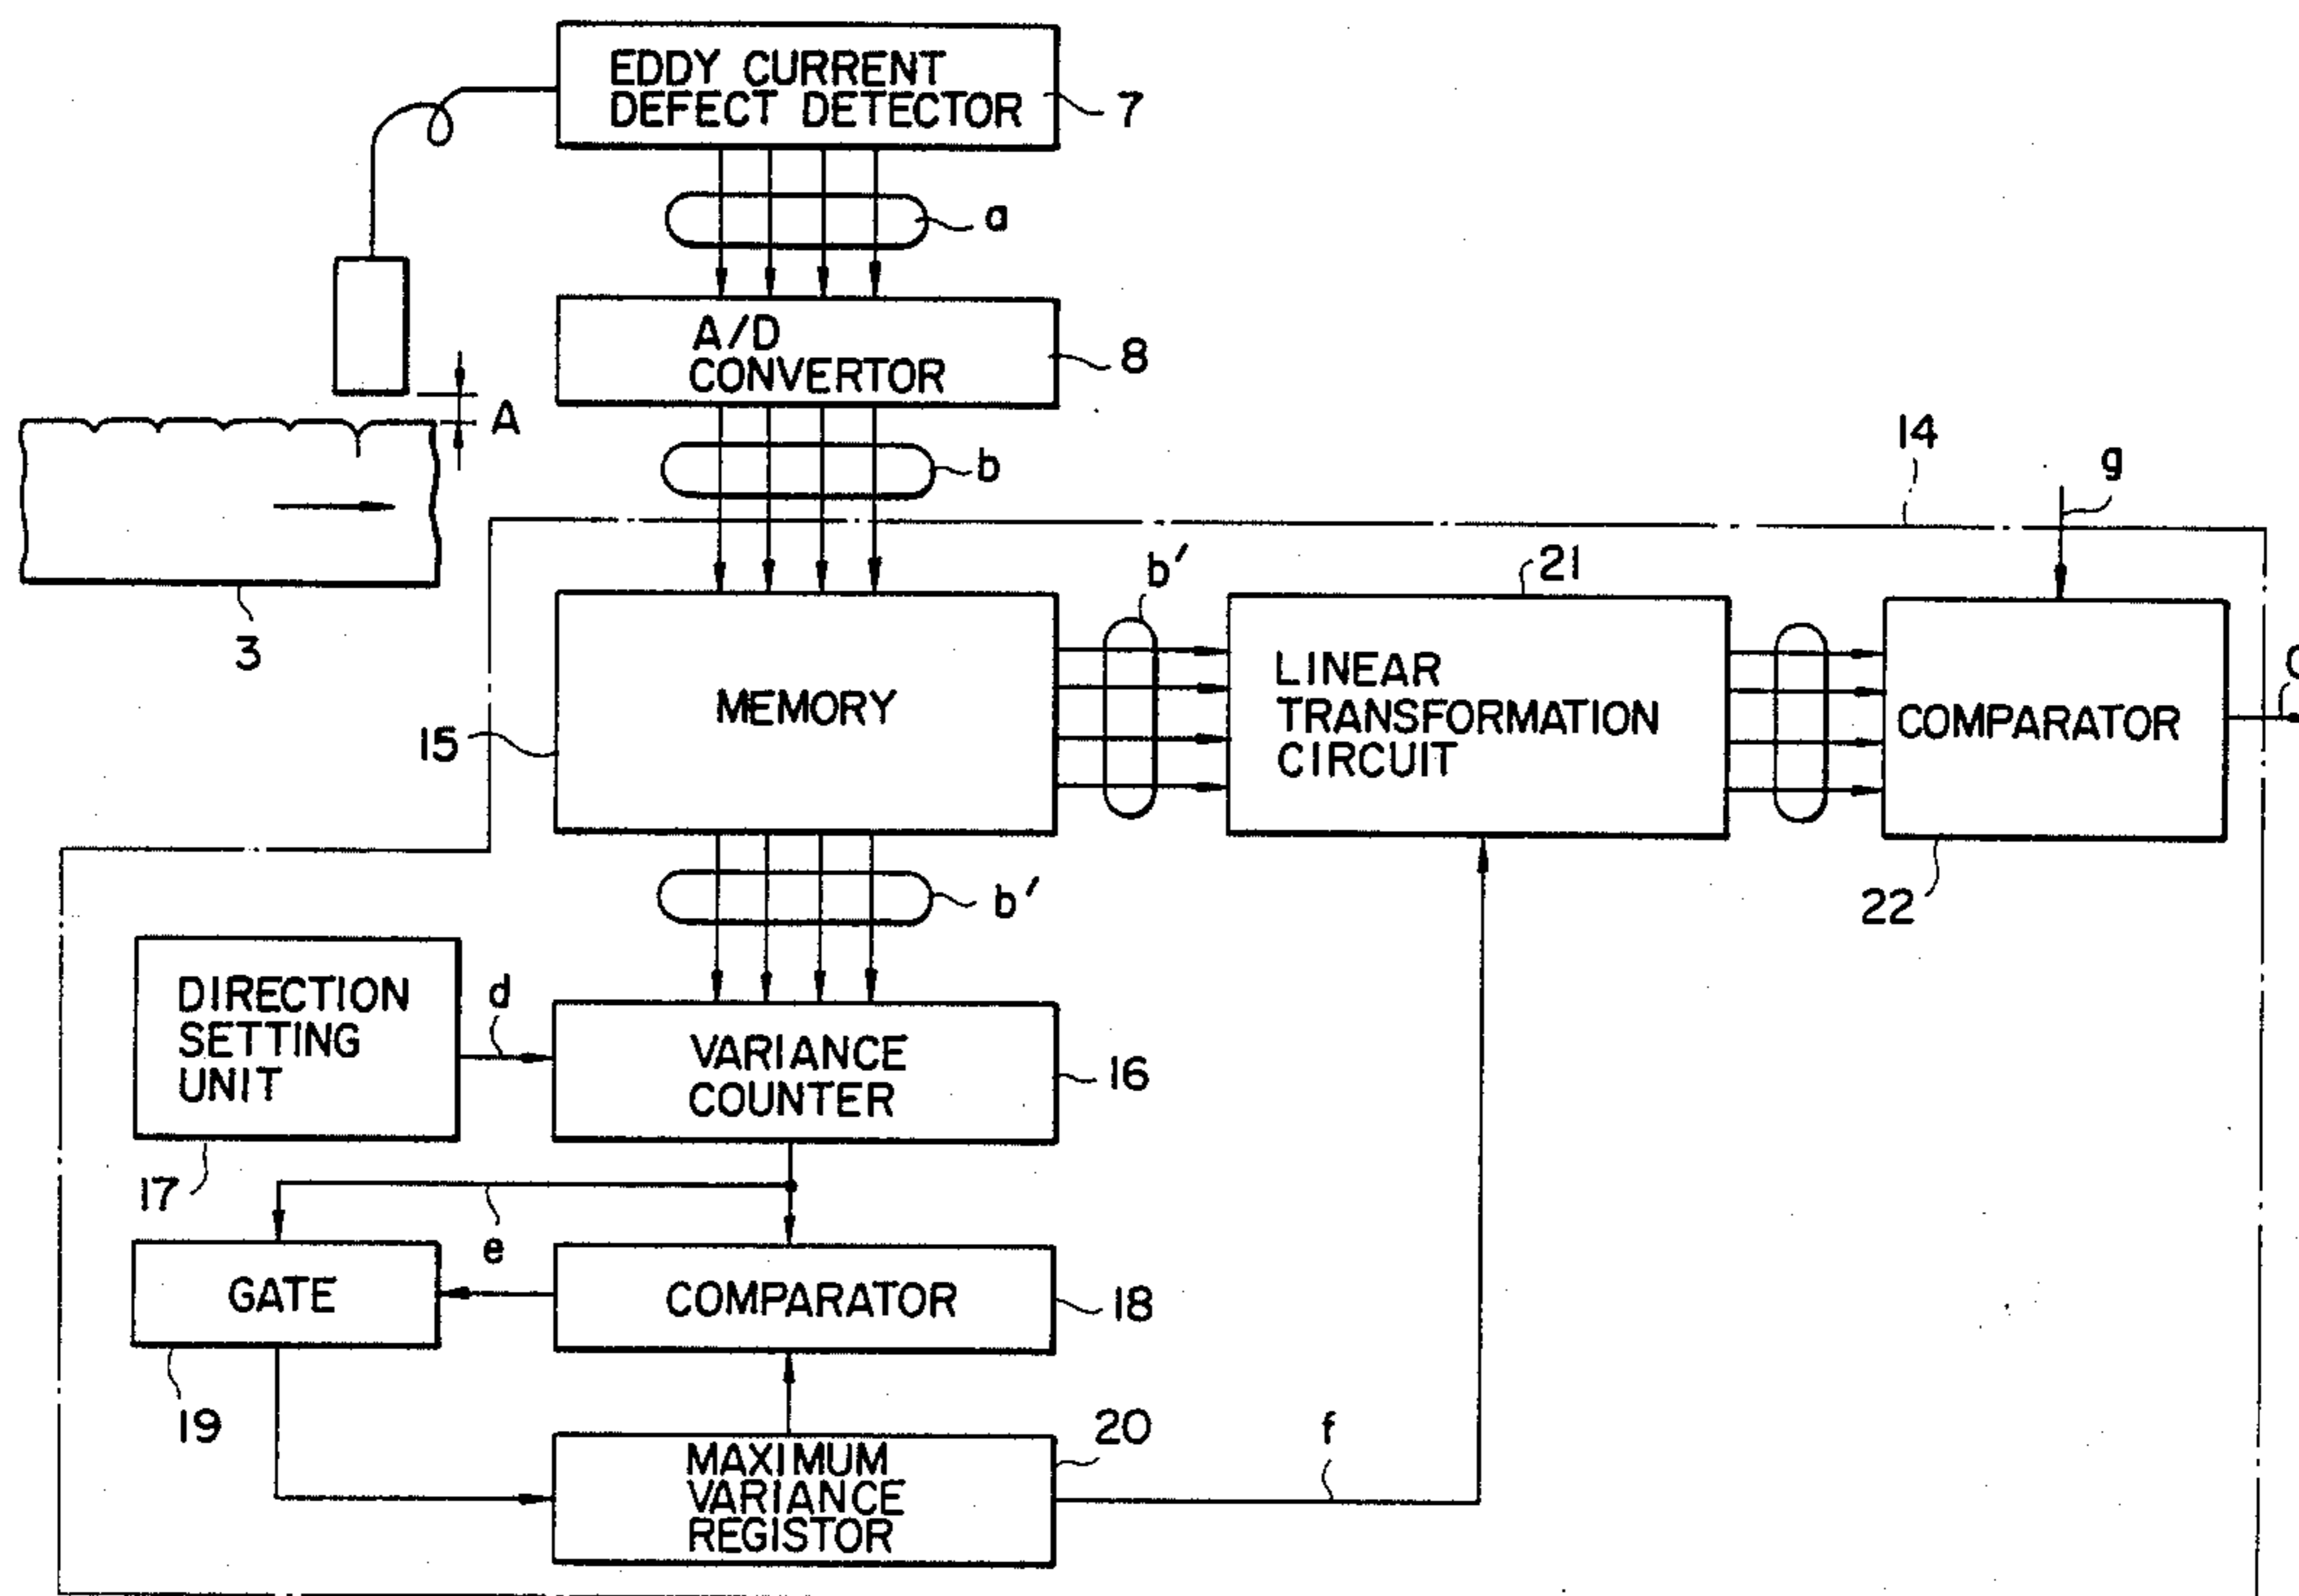 EDDY CURRENT
DEFECT DETECTOR
7
a
A/D
CONVERTOR
8
A
b
3
14
g
b'
21
MEMORY
15
LINEAR
TRANSFORMATION
CIRCUIT
COMPARATOR
22
b'
DIRECTION
SETTING
UNIT
17
d
VARIANCE
COUNTER
16
e
GATE
19
COMPARATOR
18
MAXIMUM
VARIANCE
REGISTOR
20
f